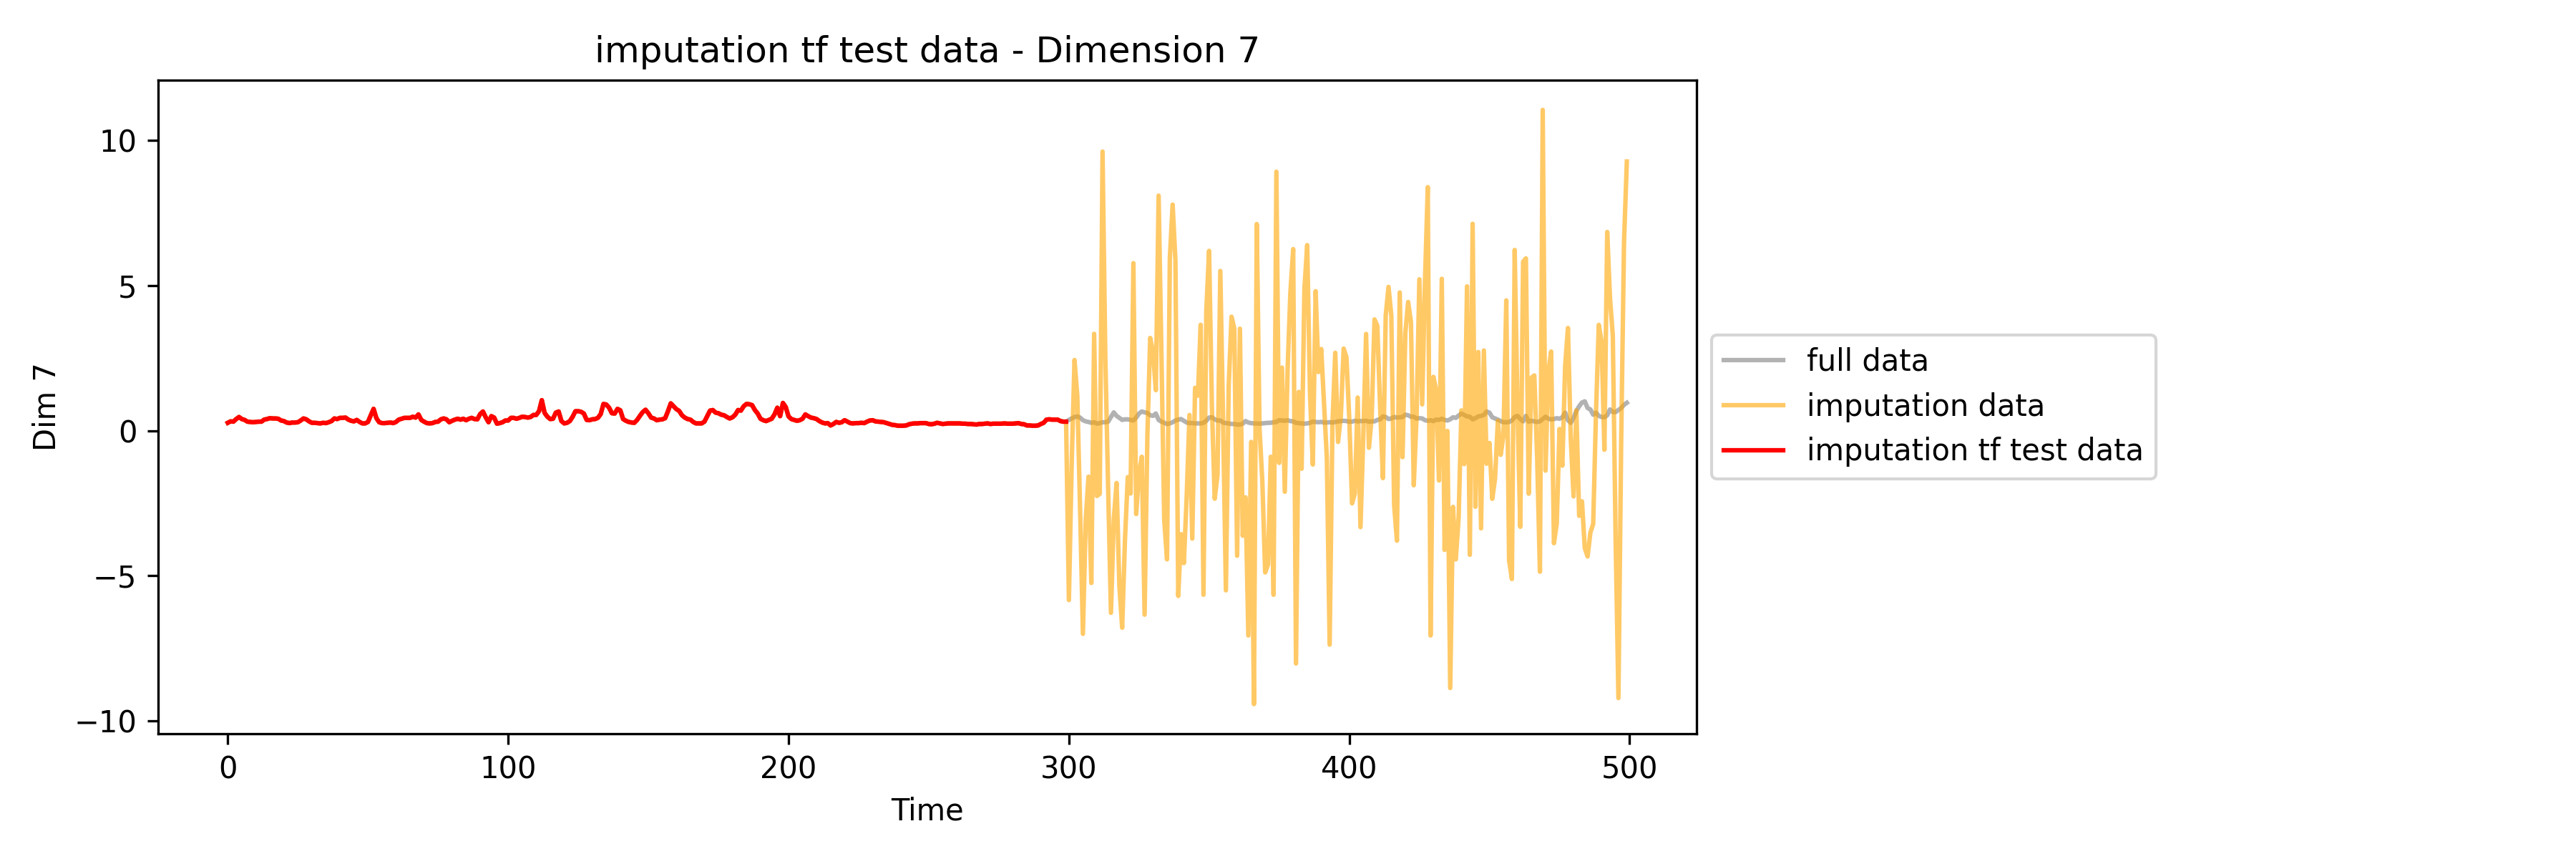 imputation tf test data - Dimension 7
10
5
0
−5
−10
Dim 7
0
100
200
300
400
500
Time
full data
imputation data
imputation tf test data